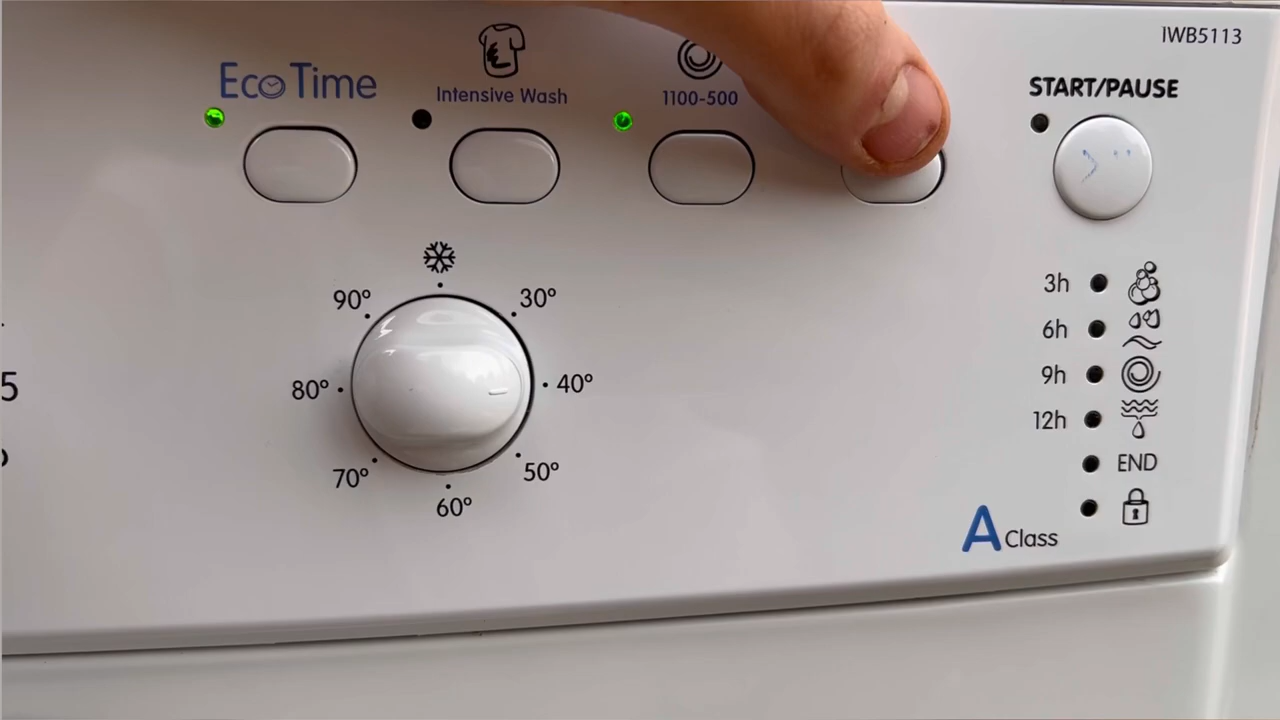 IWB5113
Eco Time
Intensive Wash
1100-500
START/PAUSE
90°
30°
80°
40°
70°
50°
60°
5
3h
6h
9h
12h
END
A Class